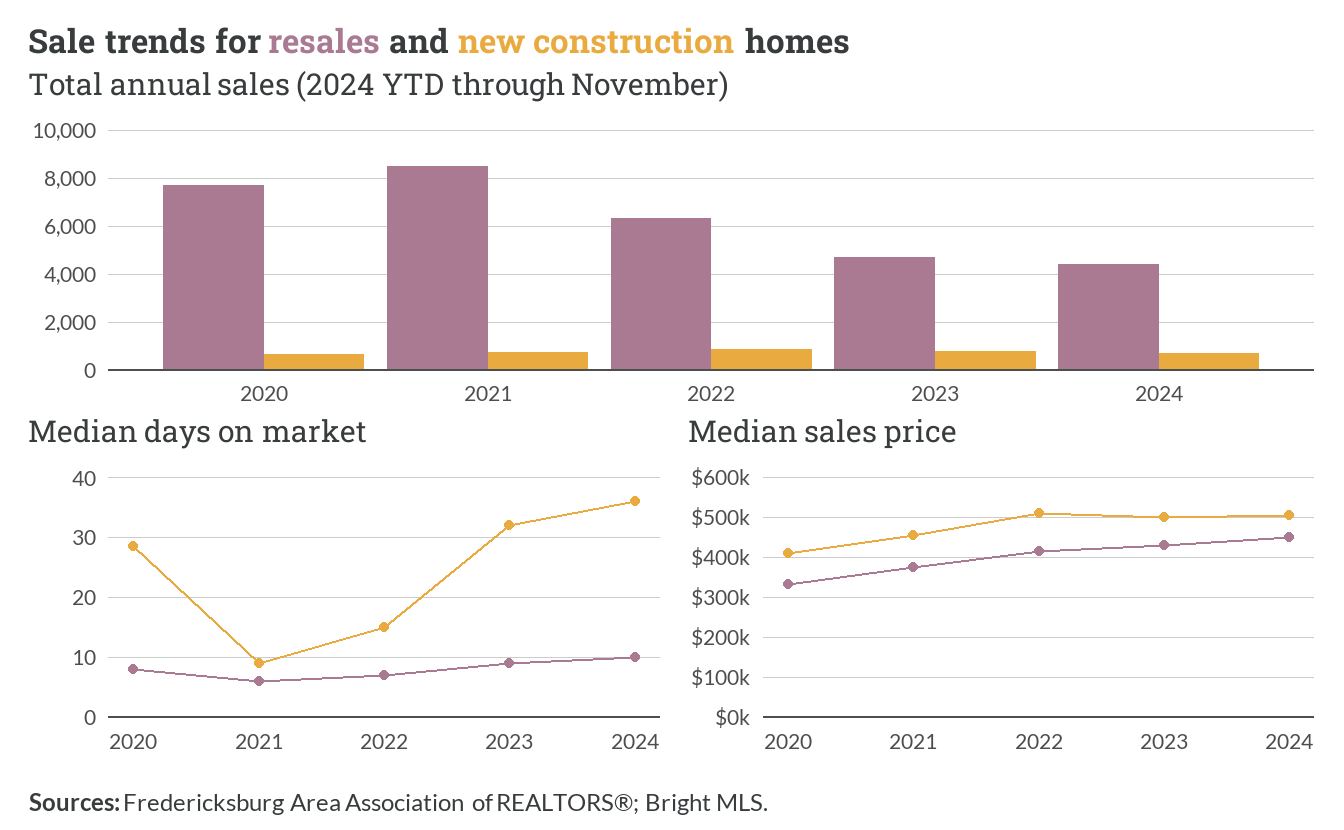 Sale trends for resales and new construction homes
Total annual sales (2024 YTD through November)
10,000
8,000
6,000
4,000
2,000
0
2020 2021 2022 2023 2024
Median days on market
40
30
20
10
0
2020 2021 2022 2023 2024
Median sales price
$600k
$500k
$400k
$300k
$200k
$100k
$0k
2020 2021 2022 2023 2024
Sources: Fredericksburg Area Association of REALTORS®; Bright MLS.